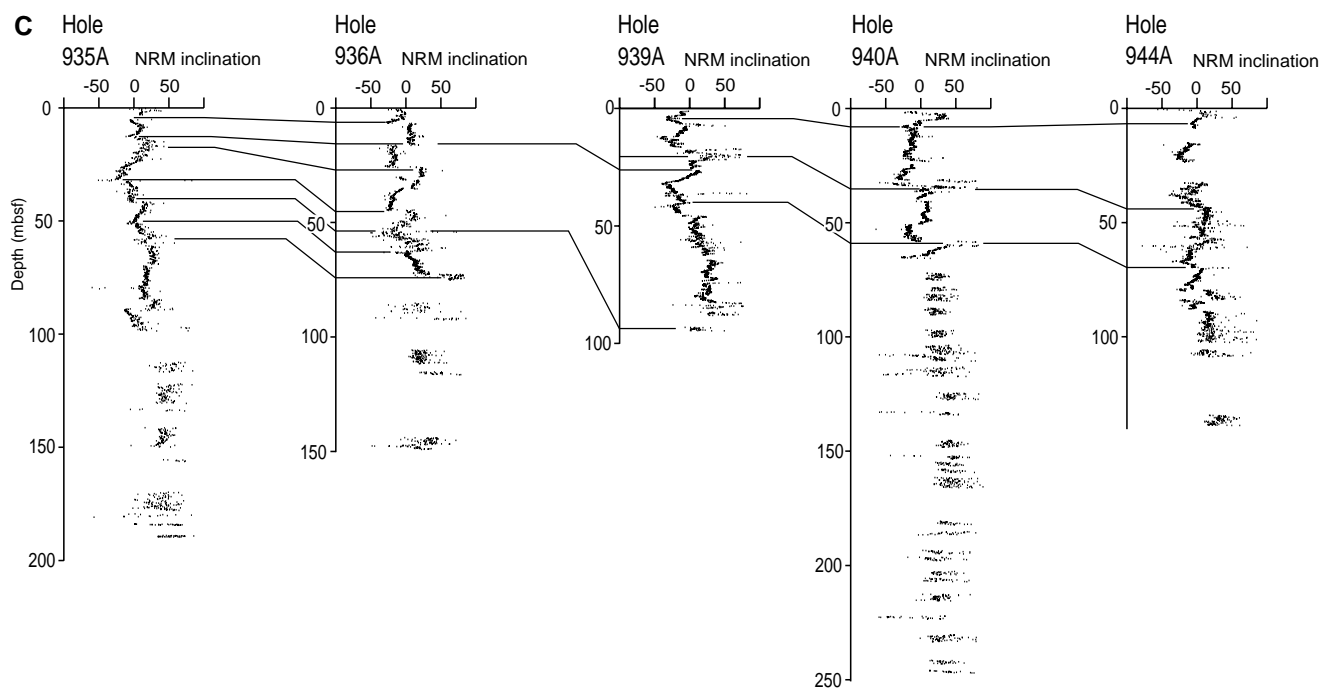 C
Hole
935A NRM inclination
-50 0 50
0
50
100
150
200
Depth (mbsf)
Hole
936A NRM inclination
-50 0 50
0
50
100
150
Hole
939A NRM inclination
-50 0 50
0
50
100
Hole
940A NRM inclination
-50 0 50
0
50
100
150
200
250
Hole
944A NRM inclination
-50 0 50
0
50
100